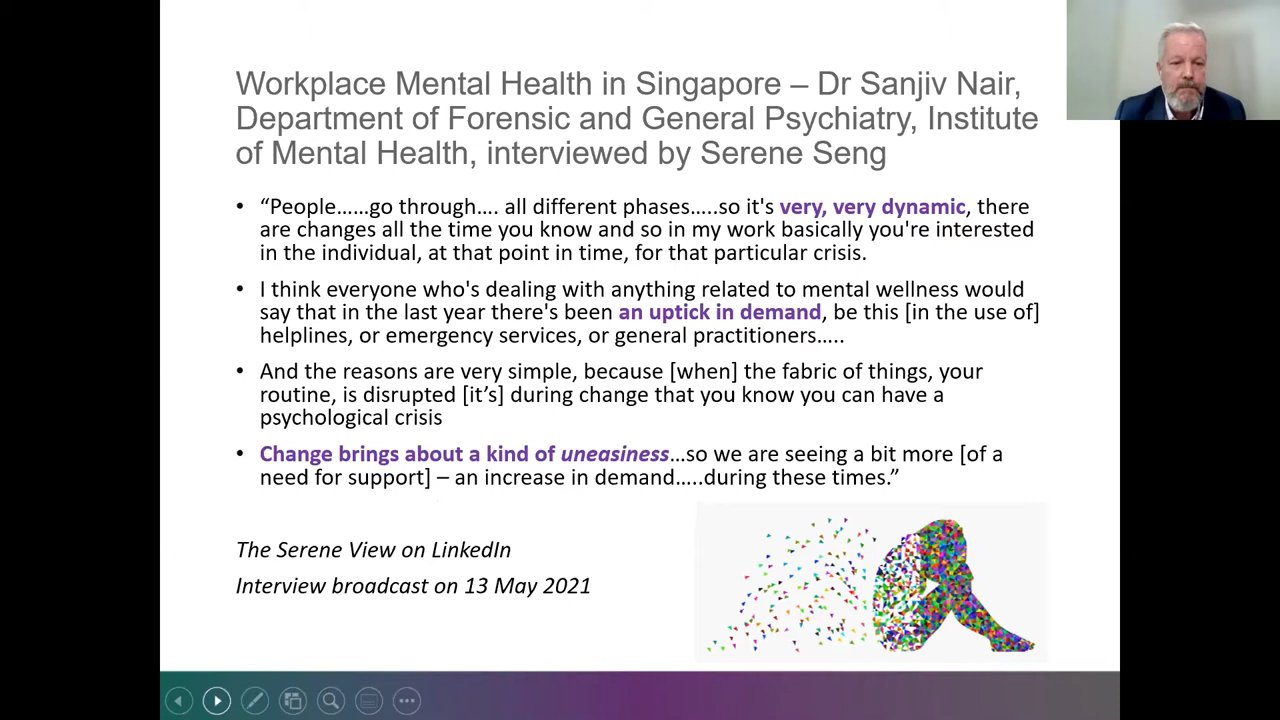 Workplace Mental Health in Singapore – Dr Sanjiv Nair,
Department of Forensic and General Psychiatry, Institute
of Mental Health, interviewed by Serene Seng
• “People……go through…. all different phases…..so it's very, very dynamic, there
are changes all the time you know and so in my work basically you're interested
in the individual, at that point in time, for that particular crisis.
• I think everyone who's dealing with anything related to mental wellness would
say that in the last year there's been an uptick in demand, be this [in the use of]
helplines, or emergency services, or general practitioners…..
• And the reasons are very simple, because [when] the fabric of things, your
routine, is disrupted [it’s] during change that you know you can have a
psychological crisis
• Change brings about a kind of uneasiness…so we are seeing a bit more [of a
need for support] – an increase in demand…..during these times.”
The Serene View on LinkedIn
Interview broadcast on 13 May 2021